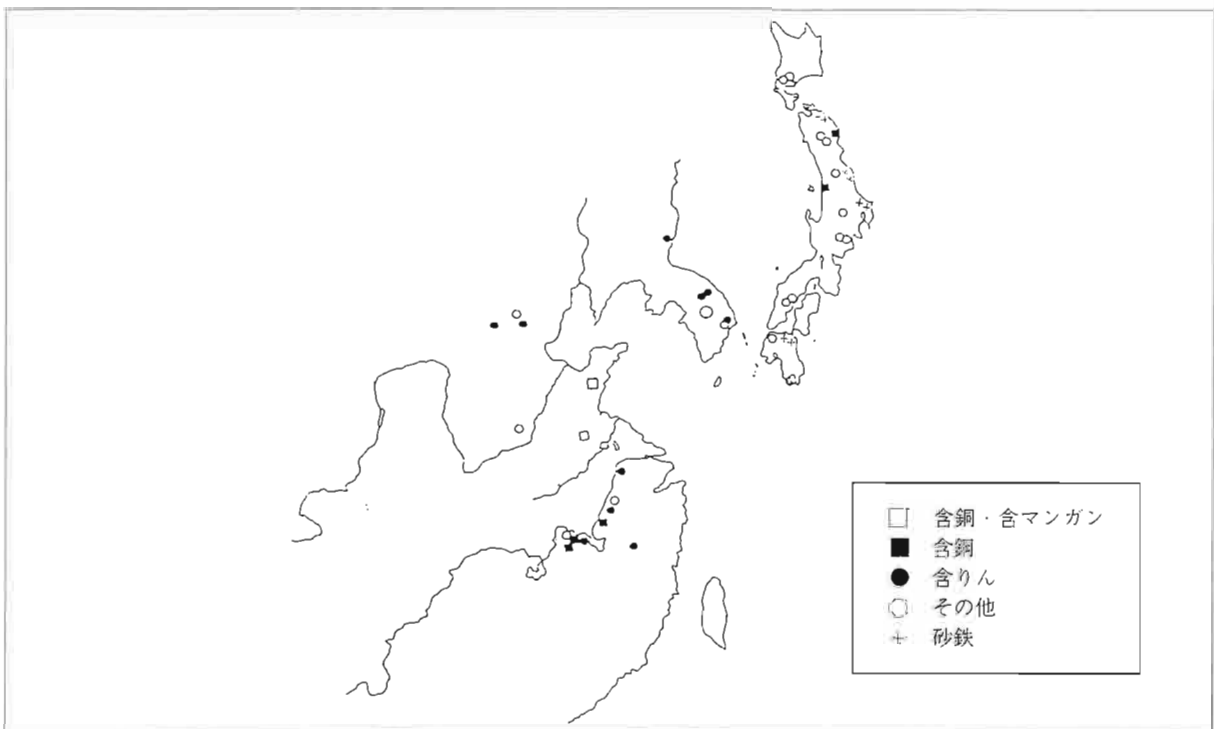 含銅・含マンガン
含銅
含りん
その他
砂鉄